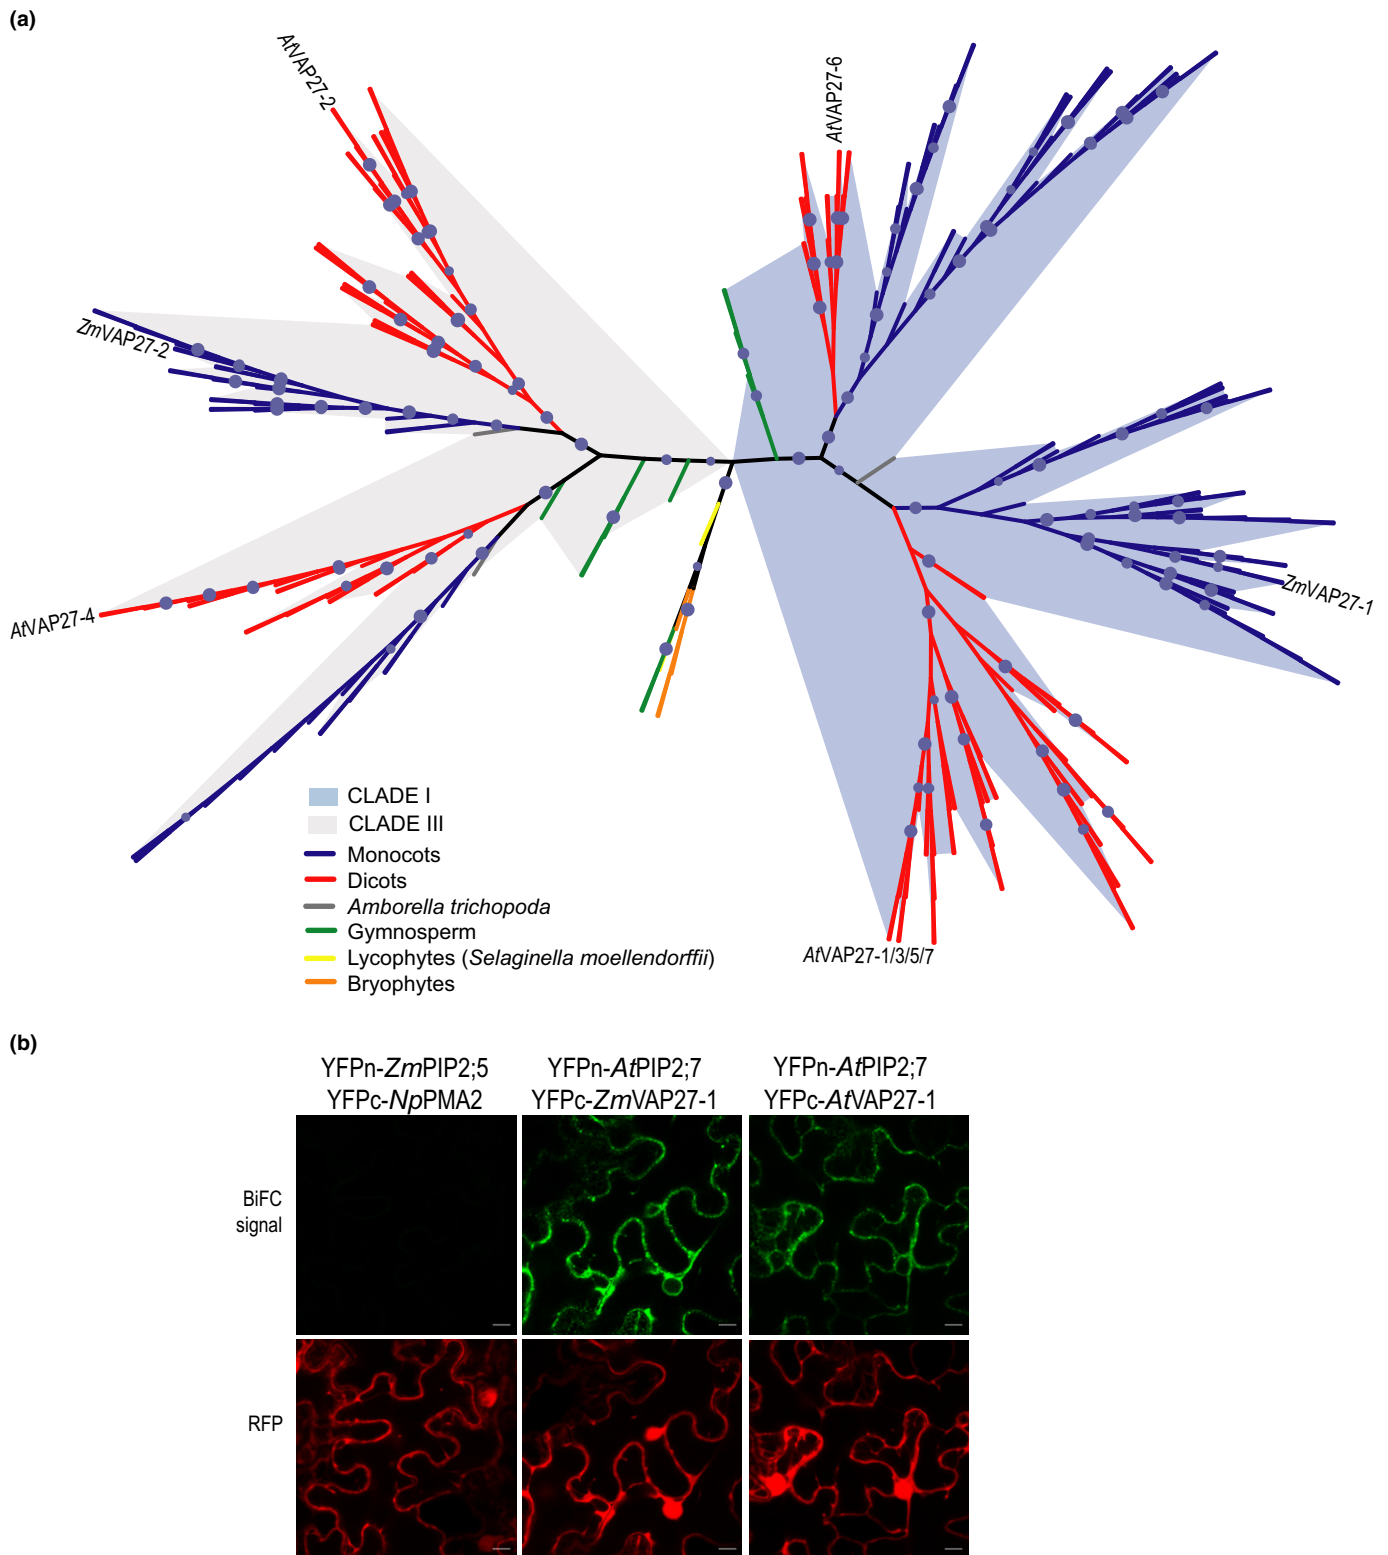 (a)
AtVAP27-2
AtVAP27-6
ZmVAP27-2
ZmVAP27-1
AtVAP27-4
AtVAP27-1/3/5/7
CLADE I
CLADE III
Monocots
Dicots
Amborella trichopoda
Gymnosperm
Lycophytes (Selaginella moellendorffii)
Bryophytes
(b)
YFPn-ZmPIP2;5
YFPc-NpPMA2
YFPn-AtPIP2;7
YFPc-ZmVAP27-1
YFPn-AtPIP2;7
YFPc-AtVAP27-1
BiFC
signal
RFP